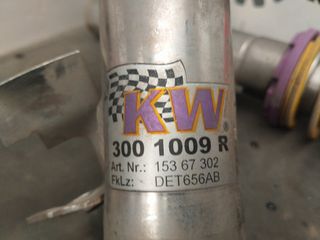 KW®
300 1009 R
Art. Nr.: 153 67 302
FkLz: DET656AB